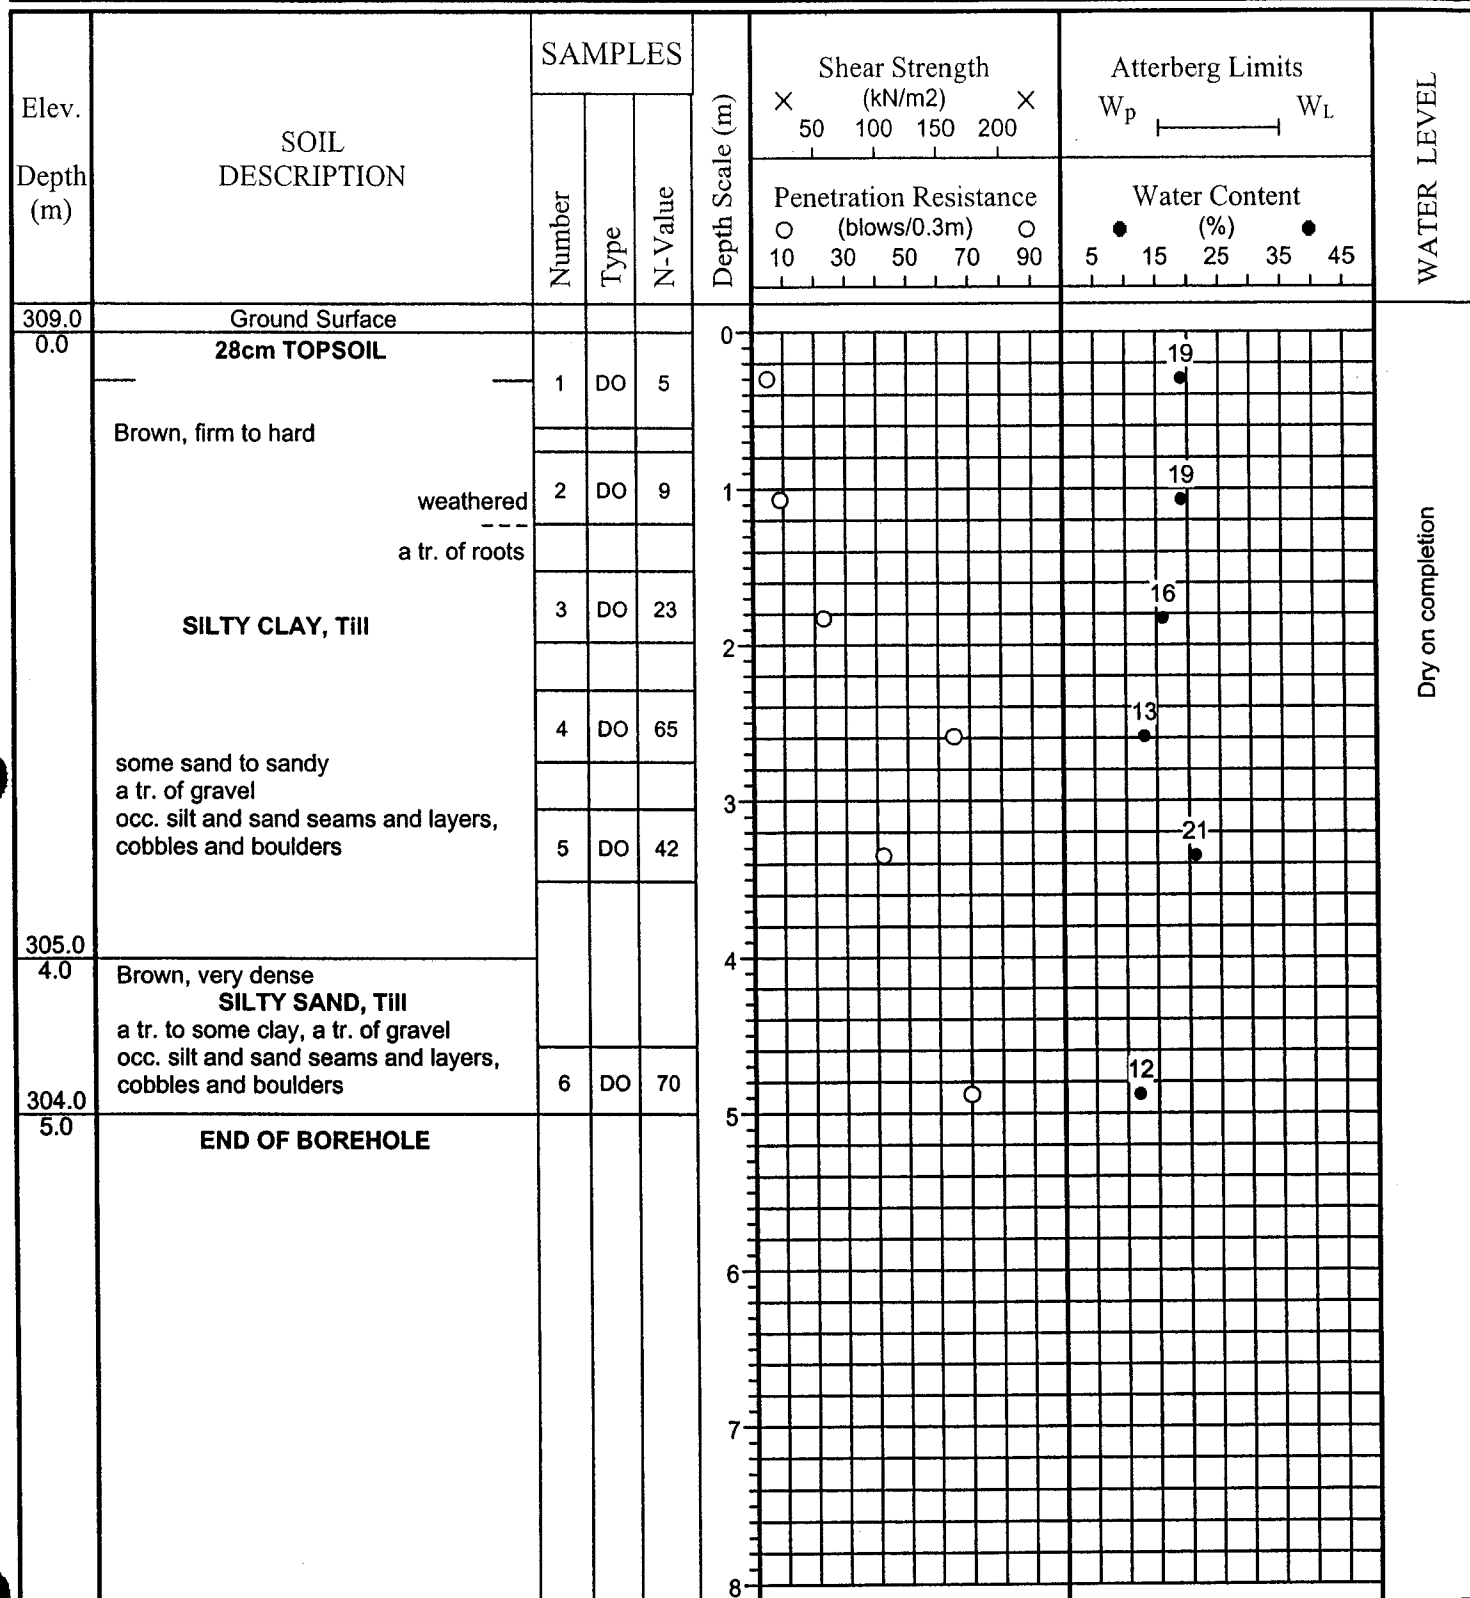 Elev.
Depth
(m)
SOIL
DESCRIPTION
SAMPLES
Number
Type
N-Value
Depth Scale (m)
Shear Strength
× (kN/m2) ×
50 100 150 200
Penetration Resistance
(blows/0.3m)
10 30 50 70 90
Atterberg Limits
Wp WL
Water Content
(%)
5 15 25 35 45
WATER LEVEL
309.0 Ground Surface
0.0 28cm TOPSOIL
1 DO 5
Brown, firm to hard
weathered
2 DO 9
a tr. of roots
SILTY CLAY, Till
3 DO 23
4 DO 65
some sand to sandy
a tr. of gravel
occ. silt and sand seams and layers,
cobbles and boulders
5 DO 42
305.0
4.0 Brown, very dense
SILTY SAND, Till
a tr. to some clay, a tr. of gravel
occ. silt and sand seams and layers,
cobbles and boulders
6 DO 70
304.0
5.0
END OF BOREHOLE
0
1
2
3
4
5
6
7
8
19
19
16
13
21
12
Dry on completion